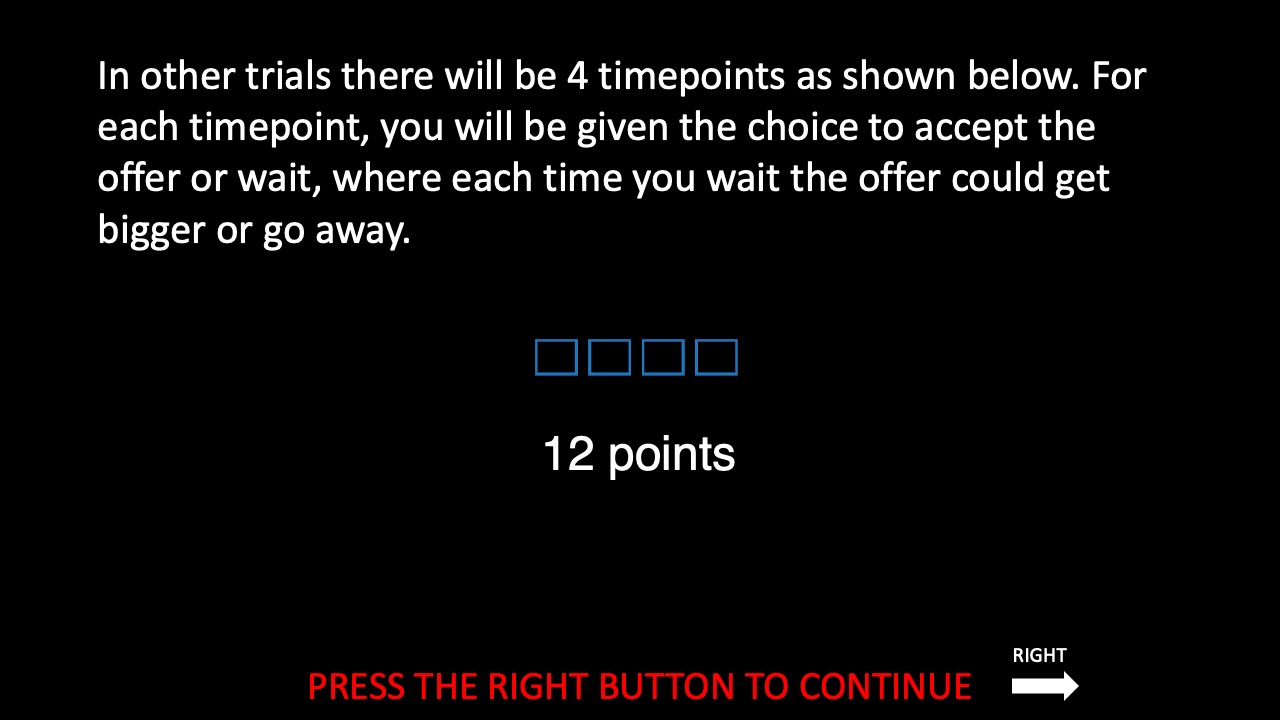 In other trials there will be 4 timepoints as shown below. For
each timepoint, you will be given the choice to accept the
offer or wait, where each time you wait the offer could get
bigger or go away.
12 points
RIGHT
PRESS THE RIGHT BUTTON TO CONTINUE